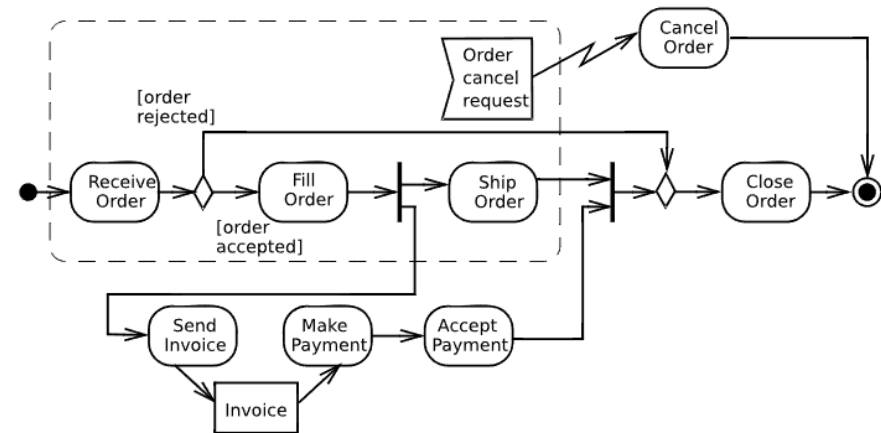 Cancel
Order
Order
cancel
request
[order
rejected]
Receive
Order
Fill
Order
Ship
Order
Close
Order
[order
accepted]
Send
Invoice
Make
Payment
Accept
Payment
Invoice